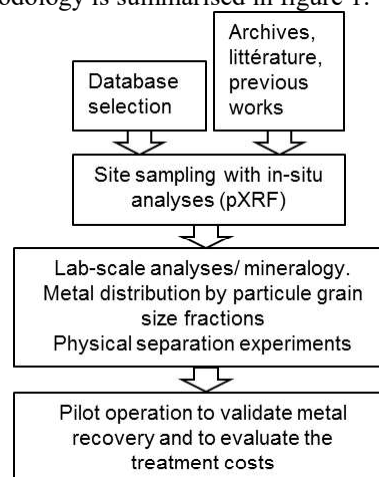 odology is summarised in figure 1.
Database
selection
Archives,
littérature,
previous
works
Site sampling with in-situ
analyses (pXRF)
Lab-scale analyses/ mineralogy.
Metal distribution by particule grain
size fractions
Physical separation experiments
Pilot operation to validate metal
recovery and to evaluate the
treatment costs